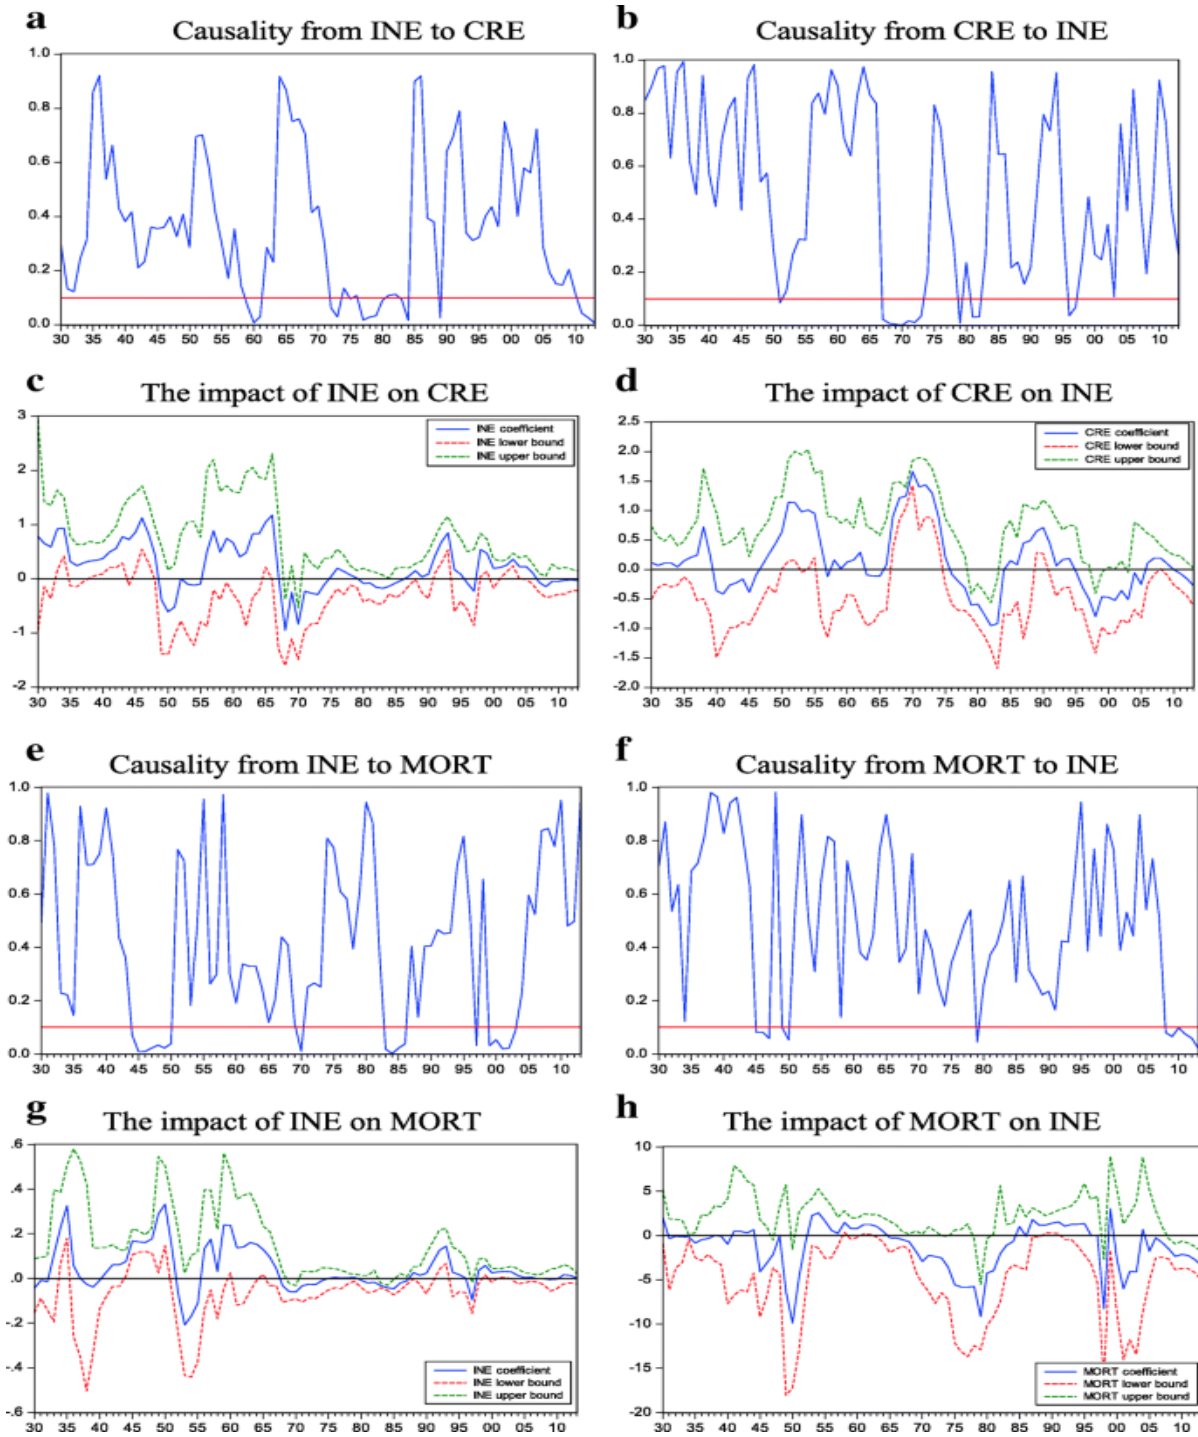 a
Causality from INE to CRE
1.0
0.8
0.6
0.4
0.2
0.0
30 35 40 45 50 55 60 65 70 75 80 85 90 95 00 05 10
b
Causality from CRE to INE
1.0
0.8
0.6
0.4
0.2
0.0
30 35 40 45 50 55 60 65 70 75 80 85 90 95 00 05 10
c
The impact of INE on CRE
3
2
1
0
-1
-2
INE coefficient
INE lower bound
INE upper bound
30 35 40 45 50 55 60 65 70 75 80 85 90 95 00 05 10
d
The impact of CRE on INE
2.5
2.0
1.5
1.0
0.5
0.0
-0.5
-1.0
-1.5
-2.0
CRE coefficient
CRE lower bound
CRE upper bound
30 35 40 45 50 55 60 65 70 75 80 85 90 95 00 05 10
e
Causality from INE to MORT
1.0
0.8
0.6
0.4
0.2
0.0
30 35 40 45 50 55 60 65 70 75 80 85 90 95 00 05 10
f
Causality from MORT to INE
1.0
0.8
0.6
0.4
0.2
0.0
30 35 40 45 50 55 60 65 70 75 80 85 90 95 00 05 10
g
The impact of INE on MORT
.6
.4
.2
.0
-.2
-.4
-.6
INE coefficient
INE lower bound
INE upper bound
30 35 40 45 50 55 60 65 70 75 80 85 90 95 00 05 10
h
The impact of MORT on INE
10
5
0
-5
-10
-15
-20
MORT coefficient
MORT lower bound
MORT upper bound
30 35 40 45 50 55 60 65 70 75 80 85 90 95 00 05 10